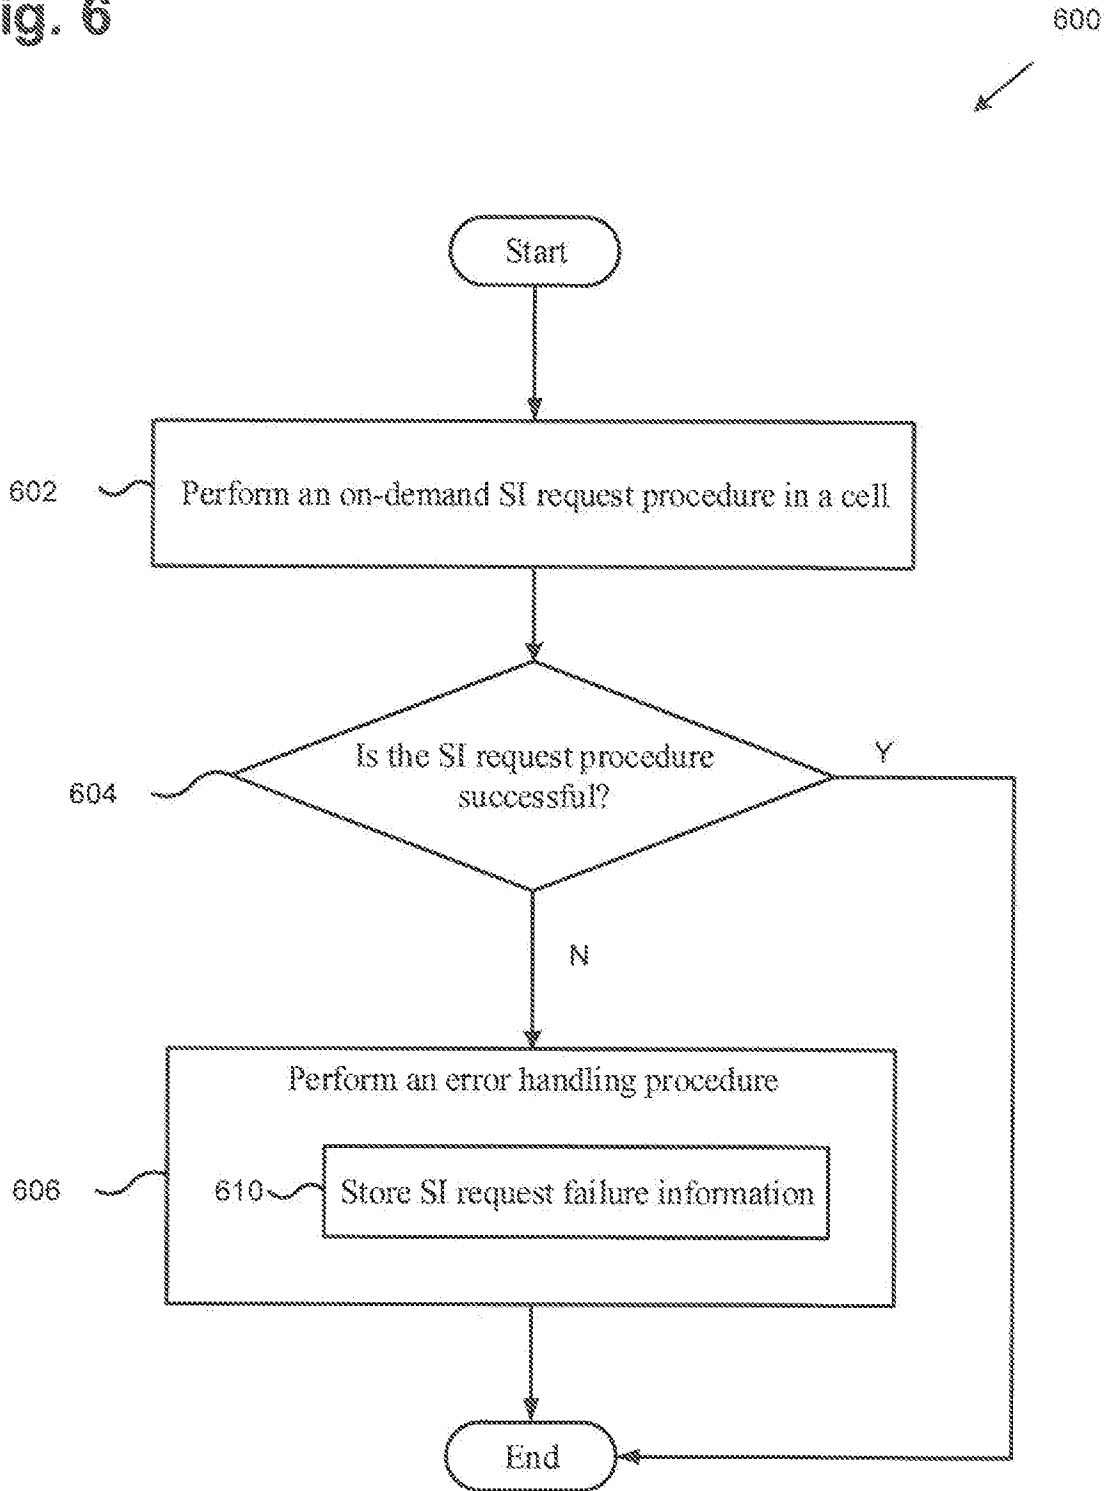 ig. 6
600
Start
602
Perform an on-demand SI request procedure in a cell
Is the SI request procedure
successful?
Y
604
N
Perform an error handling procedure
606
610
Store SI request failure information
End